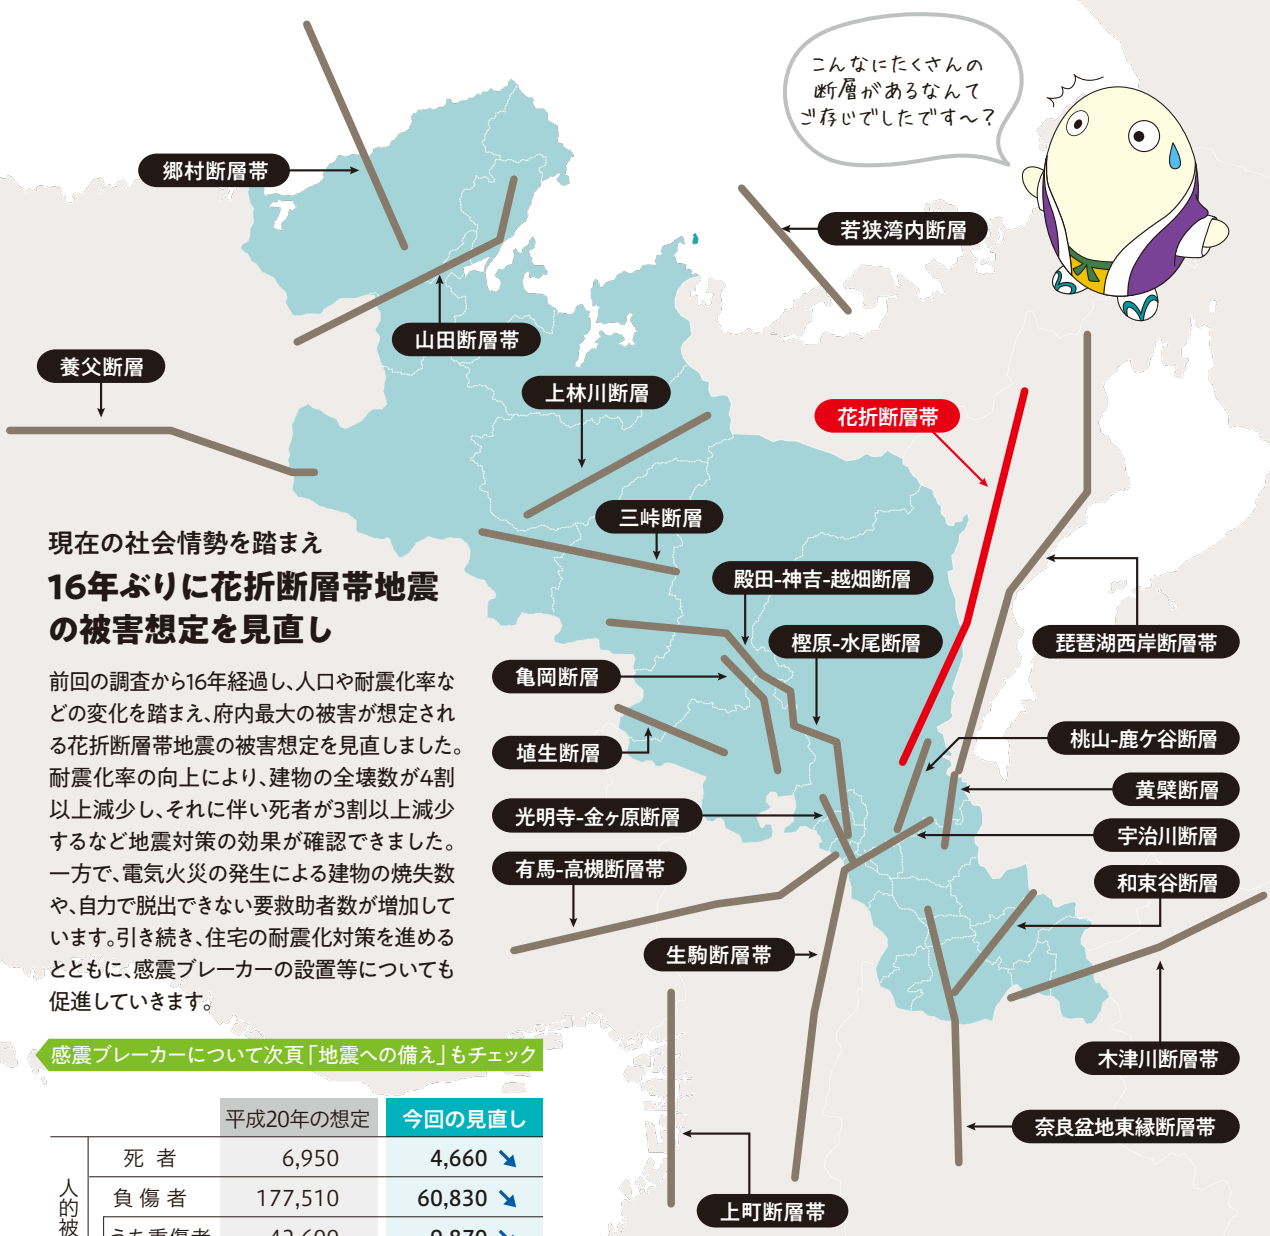 こんなにたくさんの
断層があるなんて
ご存じでしたです〜？
郷村断層帯
若狭湾内断層
山田断層帯
養父断層
上林川断層
花折断層帯
三峠断層
殿田-神吉-越畑断層
樫原-水尾断層
琵琶湖西岸断層帯
亀岡断層
埴生断層
桃山-鹿ケ谷断層
黄檗断層
光明寺-金ヶ原断層
宇治川断層
有馬-高槻断層帯
和束谷断層
生駒断層帯
木津川断層帯
奈良盆地東縁断層帯
上町断層帯
現在の社会情勢を踏まえ
16年ぶりに花折断層帯地震
の被害想定を見直し
前回の調査から16年経過し、人口や耐震化率な
どの変化を踏まえ、府内最大の被害が想定され
る花折断層帯地震の被害想定を見直しました。
耐震化率の向上により、建物の全壊数が4割
以上減少し、それに伴い死者が3割以上減少
するなど地震対策の効果が確認できました。
一方で、電気火災の発生による建物の焼失数
や、自力で脱出できない要救助者数が増加して
います。引き続き、住宅の耐震化対策を進める
とともに、感震ブレーカーの設置等についても
促進していきます。
感震ブレーカーについて次頁「地震への備え」もチェック
平成20年の想定 今回の見直し
人的被
死者 6,950 4,660 ↘
負傷者 177,510 60,830 ↘